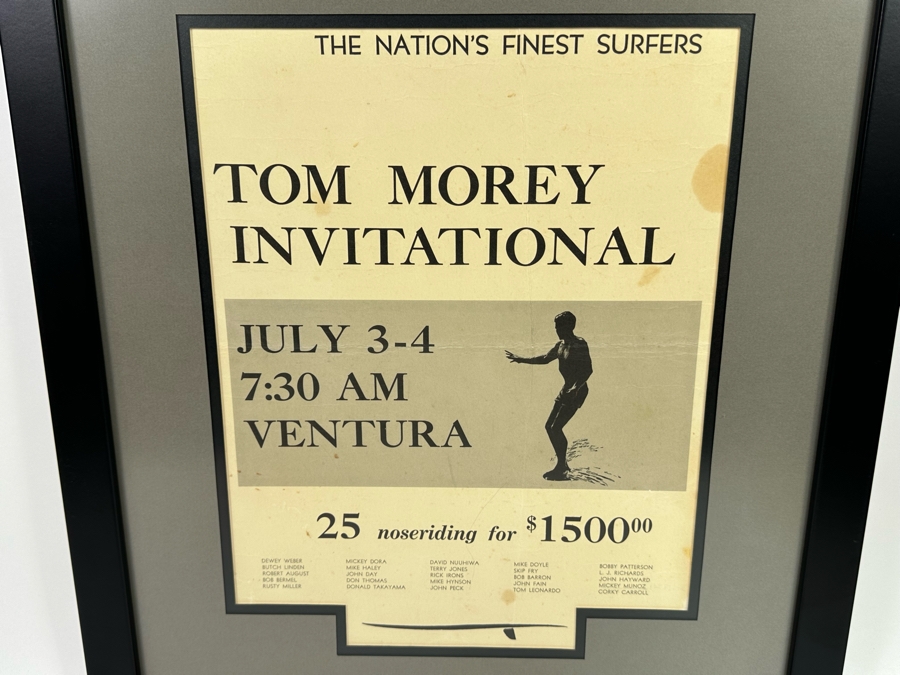 THE NATION'S FINEST SURFERS
TOM MOREY
INVITATIONAL
JULY 3-4
7:30 AM
VENTURA
25 noseriding for $150000
DEWEY WEBER
BUTCH LINDEN
ROBERT AUGUST
BOB BERMEL
RUSTY MILLER
MICKEY DORA
MIKE HALEY
JOHN DAY
DON THOMAS
DONALD TAKAYAMA
DAVID NUUHIWA
TERRY JONES
RICK IRONS
MIKE HYNSON
JOHN PECK
MIKE DOYLE
SKIP FRY
BOB BARRON
JOHN FAIN
TOM LEONARDO
BOBBY PATTERSON
L. J. RICHARDS
JOHN HAYWARD
MICKEY MUNOZ
CORKY CARROLL